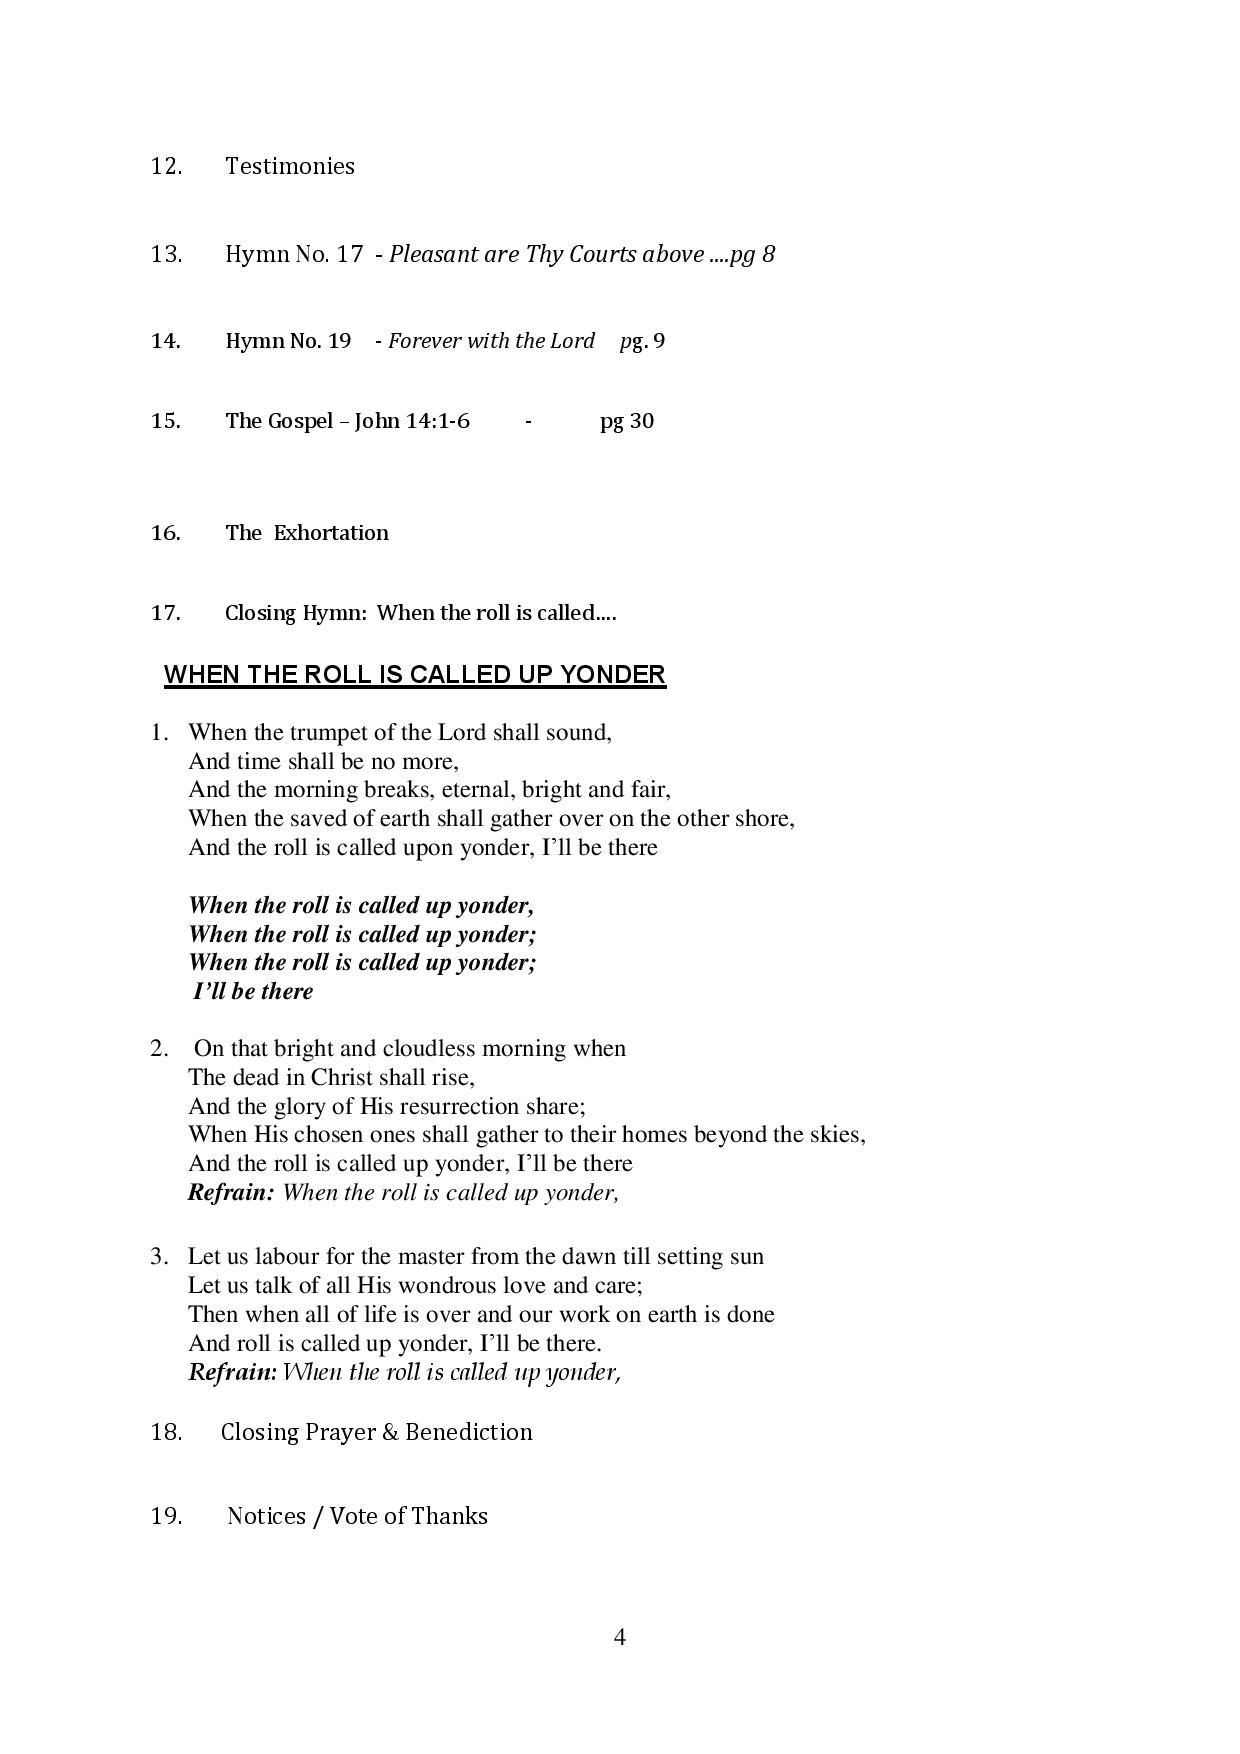 12. Testimonies
13. Hymn No. 17 - Pleasant are Thy Courts above ....pg 8
14. Hymn No. 19 - Forever with the Lord pg. 9
15. The Gospel – John 14:1-6 - pg 30
16. The Exhortation
17. Closing Hymn: When the roll is called....
WHEN THE ROLL IS CALLED UP YONDER
1. When the trumpet of the Lord shall sound,
And time shall be no more,
And the morning breaks, eternal, bright and fair,
When the saved of earth shall gather over on the other shore,
And the roll is called upon yonder, I’ll be there
When the roll is called up yonder,
When the roll is called up yonder;
When the roll is called up yonder;
I’ll be there
2. On that bright and cloudless morning when
The dead in Christ shall rise,
And the glory of His resurrection share;
When His chosen ones shall gather to their homes beyond the skies,
And the roll is called up yonder, I’ll be there
Refrain: When the roll is called up yonder,
3. Let us labour for the master from the dawn till setting sun
Let us talk of all His wondrous love and care;
Then when all of life is over and our work on earth is done
And roll is called up yonder, I’ll be there.
Refrain: When the roll is called up yonder,
18. Closing Prayer & Benediction
19. Notices / Vote of Thanks
4